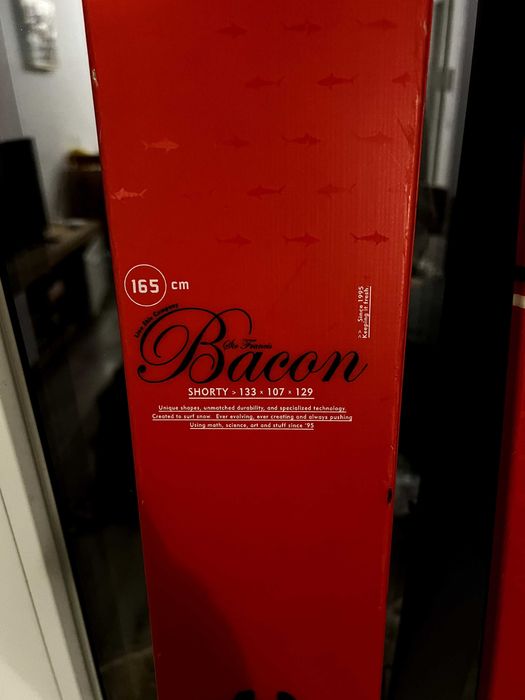 165 cm
>> Since 1995
Keeping it fresh
Line Skis Company
Sir Francis
Bacon
SHORTY > 133 × 107 × 129
Unique shapes, unmatched durability, and specialized technology.
Created to surf snow. Ever evolving, ever creating and always pushing
Using math, science, art and stuff since '95